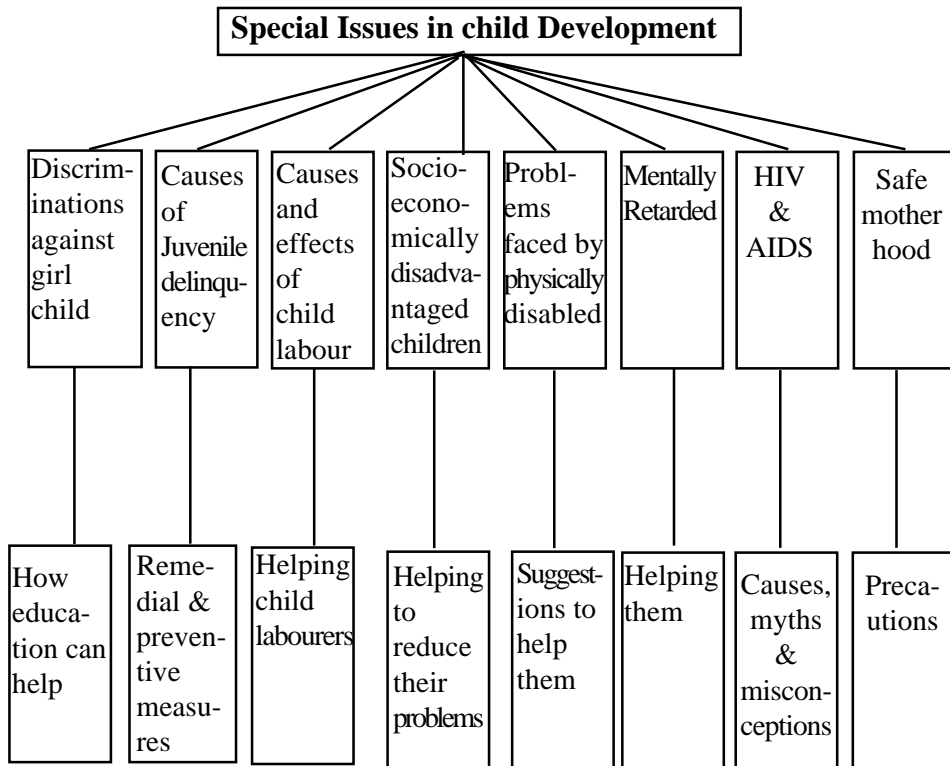 Special Issues in child Development
Discrim-
inations
against
girl
child
Causes
of
Juvenile
delinqu-
ency
Causes
and
effects of
child
labour
Socio-
econo-
mically
disadva-
ntaged
children
Probl-
ems
faced by
physically
disabled
Mentally
Retarded
HIV
&
AIDS
Safe
mother
hood
How
educa-
tion can
help
Reme-
dial &
preven-
tive
measu-
res
Helping
child
labourers
Helping
to
reduce
their
problems
Suggest-
ions to
help
them
Helping
them
Causes,
myths
&
miscon-
ceptions
Preca-
utions